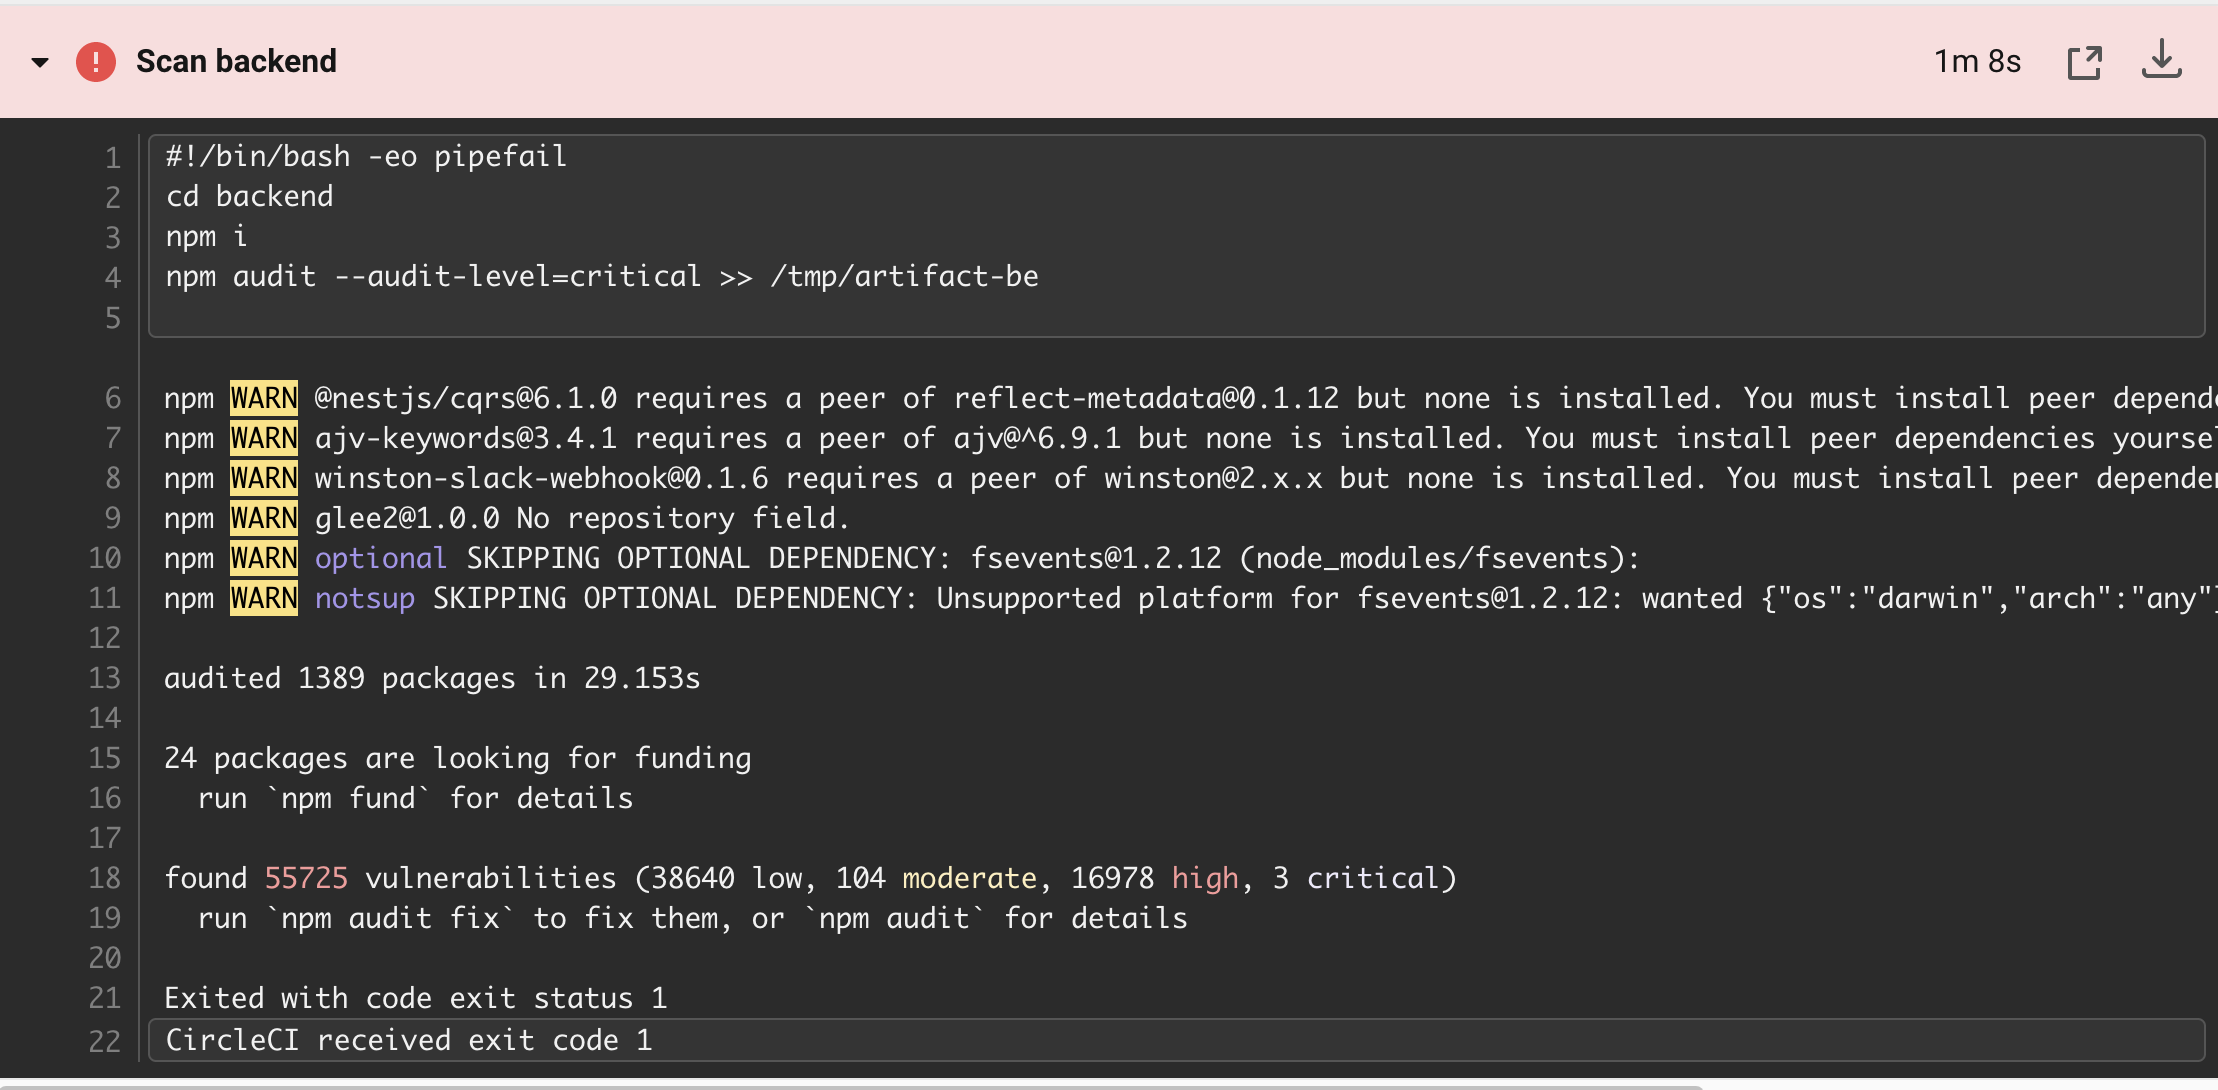 Scan backend 1m 8s
1 #!/bin/bash -eo pipefail
2 cd backend
3 npm i
4 npm audit --audit-level=critical >> /tmp/artifact-be
5
6 npm WARN @nestjs/cqrs@6.1.0 requires a peer of reflect-metadata@0.1.12 but none is installed. You must install peer depend
7 npm WARN ajv-keywords@3.4.1 requires a peer of ajv@^6.9.1 but none is installed. You must install peer dependencies yourse
8 npm WARN winston-slack-webhook@0.1.6 requires a peer of winston@2.x.x but none is installed. You must install peer depende
9 npm WARN glee2@1.0.0 No repository field.
10 npm WARN optional SKIPPING OPTIONAL DEPENDENCY: fsevents@1.2.12 (node_modules/fsevents):
11 npm WARN notsup SKIPPING OPTIONAL DEPENDENCY: Unsupported platform for fsevents@1.2.12: wanted {"os":"darwin","arch":"any"}
12
13 audited 1389 packages in 29.153s
14
15 24 packages are looking for funding
16 run `npm fund` for details
17
18 found 55725 vulnerabilities (38640 low, 104 moderate, 16978 high, 3 critical)
19 run `npm audit fix` to fix them, or `npm audit` for details
20
21 Exited with code exit status 1
22 CircleCI received exit code 1